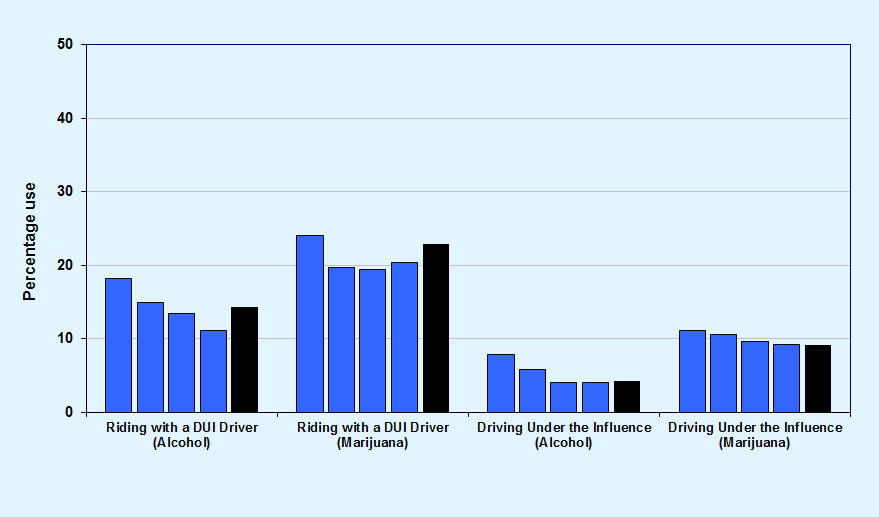 50
40
30
20
10
0
Percentage use
Riding with a DUI Driver
(Alcohol)
Riding with a DUI Driver
(Marijuana)
Driving Under the Influence
(Alcohol)
Driving Under the Influence
(Marijuana)